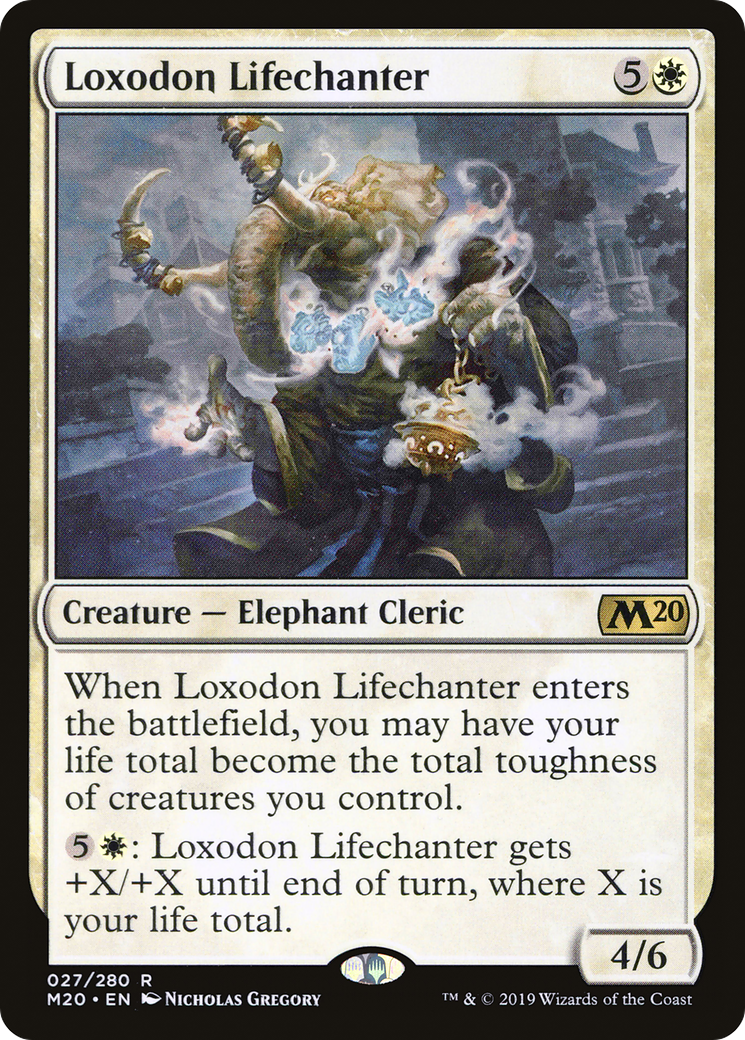 Loxodon Lifechanter 5
Creature — Elephant Cleric M20
When Loxodon Lifechanter enters
the battlefield, you may have your
life total become the total toughness
of creatures you control.
5 : Loxodon Lifechanter gets
+X/+X until end of turn, where X is
your life total.
4/6
027/280 R
M20 • EN Nicholas Gregory
™ & © 2019 Wizards of the Coast